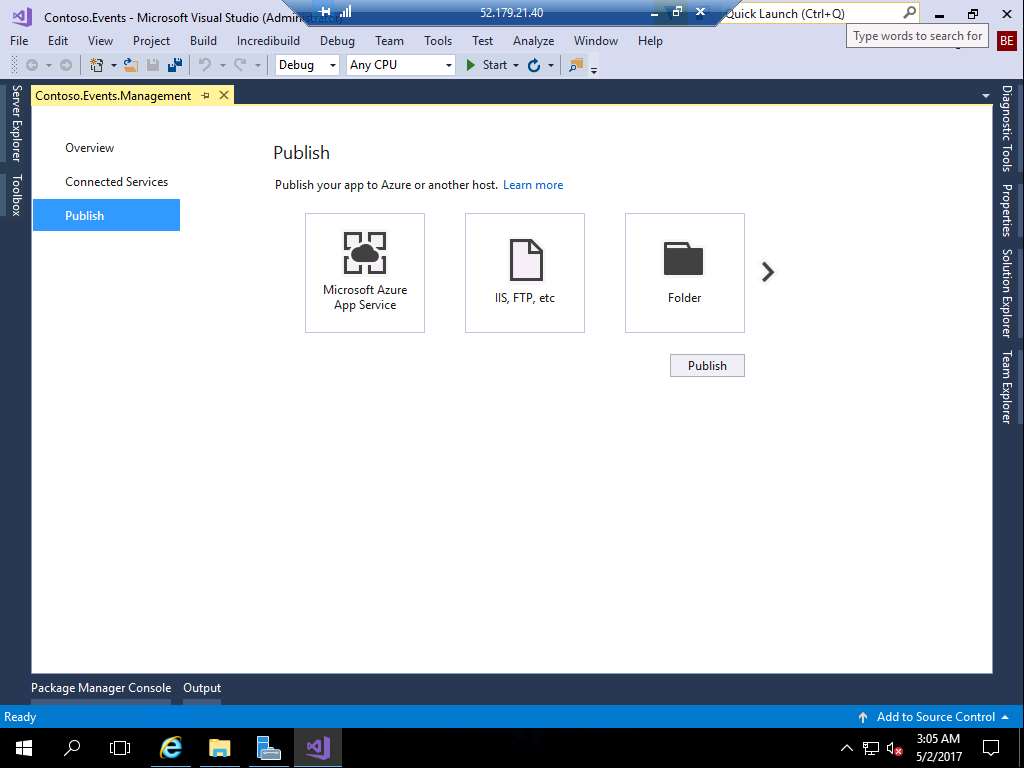 Contoso.Events - Microsoft Visual Studio (Admin
52.179.21.40
Quick Launch (Ctrl+Q)
File Edit View Project Build Incredibuild Debug Team Tools Test Analyze Window Help
Type words to search for
BE
Debug Any CPU Start
Server Explorer
Toolbox
Contoso.Events.Management
Overview
Connected Services
Publish
Publish
Publish your app to Azure or another host. Learn more
Microsoft Azure
App Service
IIS, FTP, etc
Folder
Publish
Diagnostic Tools
Properties
Solution Explorer
Team Explorer
Package Manager Console Output
Ready
Add to Source Control
3:05 AM
5/2/2017